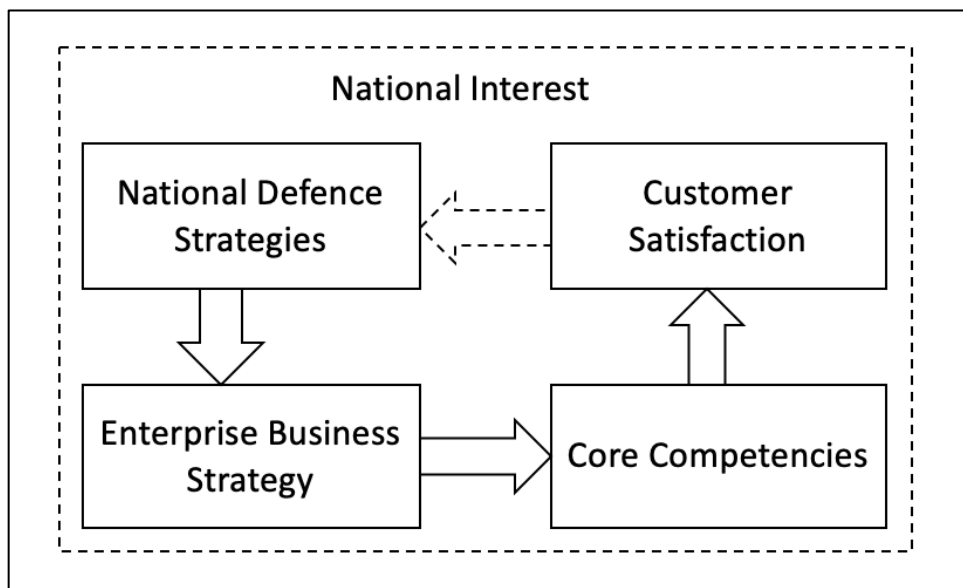 National Interest
National Defence
Strategies
Customer
Satisfaction
Enterprise Business
Strategy
Core Competencies